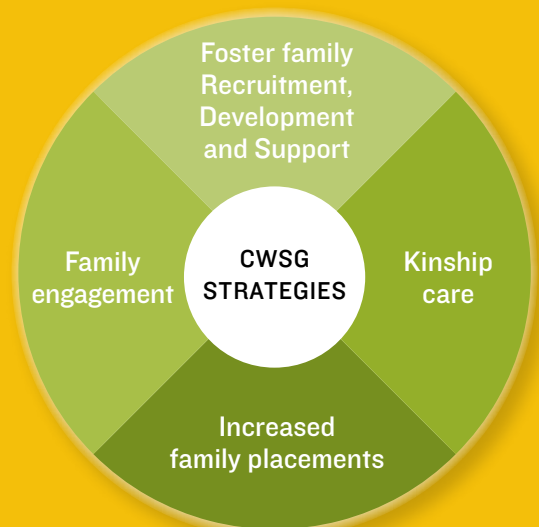 Foster family
Recruitment,
Development
and Support
Family
engagement
CWSG
STRATEGIES
Kinship
care
Increased
family placements